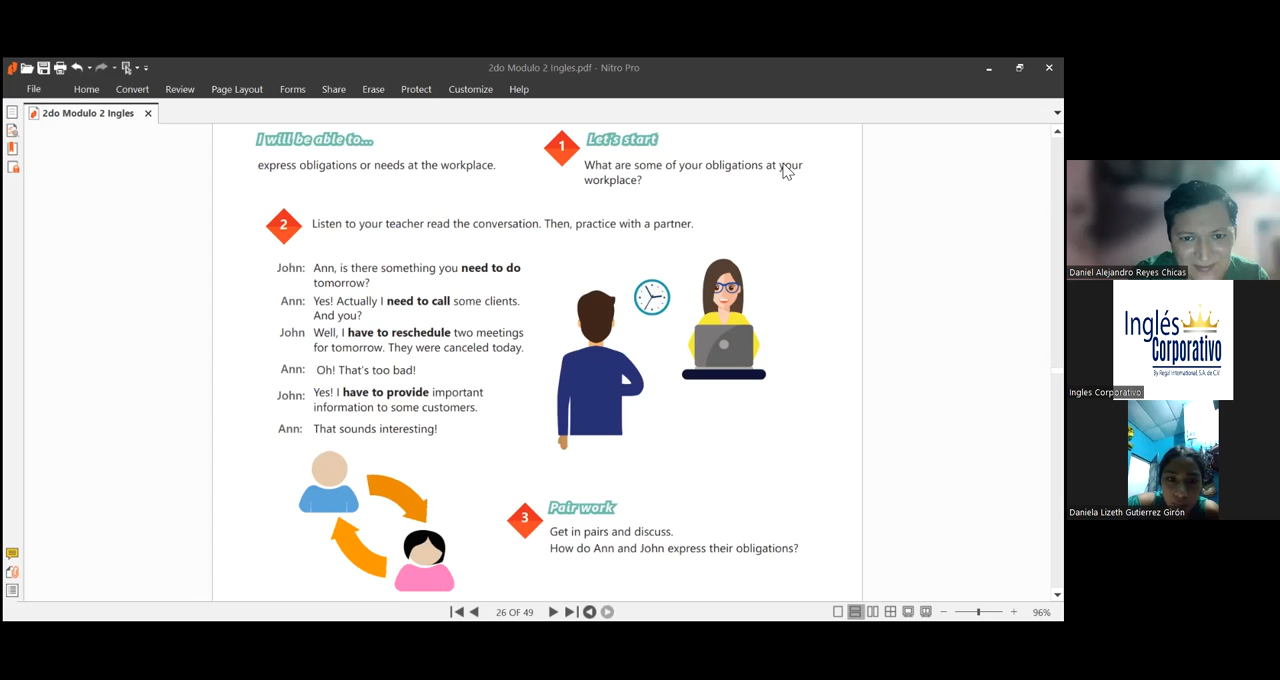 2do Modulo 2 Ingles.pdf - Nitro Pro
File Home Convert Review Page Layout Forms Share Erase Protect Customize Help
2do Modulo 2 Ingles
I will be able to...
express obligations or needs at the workplace.
1
Let's start
What are some of your obligations at your
workplace?
2
Listen to your teacher read the conversation. Then, practice with a partner.
John: Ann, is there something you need to do
tomorrow?
Ann: Yes! Actually I need to call some clients.
And you?
John Well, I have to reschedule two meetings
for tomorrow. They were canceled today.
Ann: Oh! That's too bad!
John: Yes! I have to provide important
information to some customers.
Ann: That sounds interesting!
3
Pair work
Get in pairs and discuss.
How do Ann and John express their obligations?
26 OF 49
96%
Daniel Alejandro Reyes Chicas
Inglés
Corporativo
By Regal International, S.A. de C.V.
Ingles Corporativo
Daniela Lizeth Gutierrez Girón